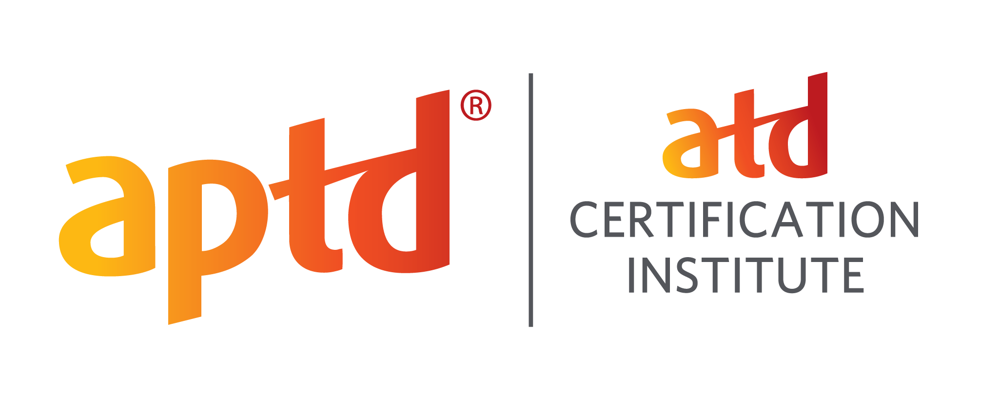 aptd®
atd
CERTIFICATION
INSTITUTE